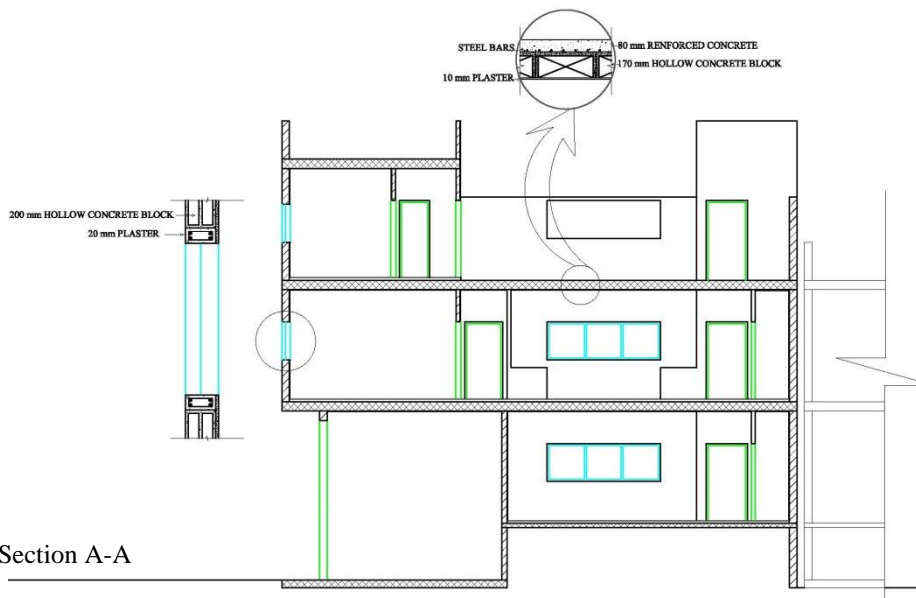 STEEL BARS
80 mm RENFORCED CONCRETE
170 mm HOLLOW CONCRETE BLOCK
10 mm PLASTER
200 mm HOLLOW CONCRETE BLOCK
20 mm PLASTER
Section A-A